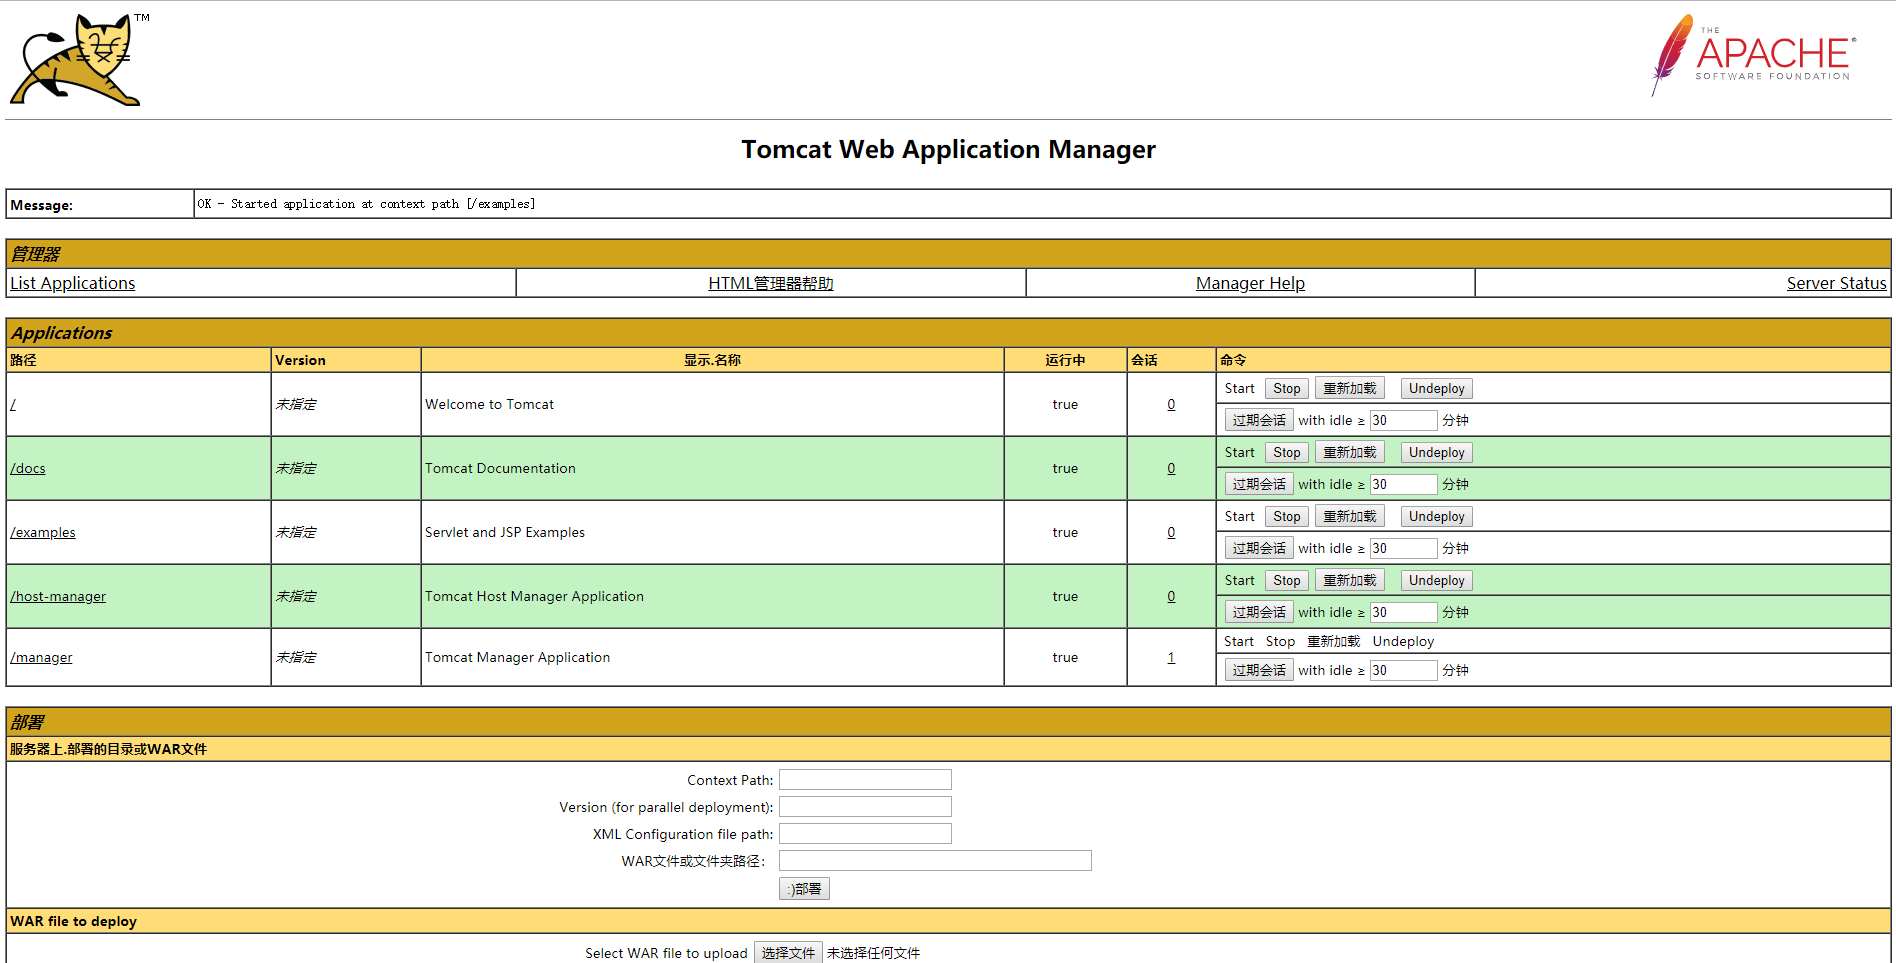 TM
THE
APACHE®
SOFTWARE FOUNDATION
Tomcat Web Application Manager
Message: OK - Started application at context path [/examples]
管理器
List Applications HTML管理器帮助 Manager Help Server Status
Applications
路径 Version 显示.名称 运行中 会话 命令
/ 未指定 Welcome to Tomcat true 0 Start Stop 重新加载 Undeploy
过期会话 with idle ≥ 30 分钟
/docs 未指定 Tomcat Documentation true 0 Start Stop 重新加载 Undeploy
过期会话 with idle ≥ 30 分钟
/examples 未指定 Servlet and JSP Examples true 0 Start Stop 重新加载 Undeploy
过期会话 with idle ≥ 30 分钟
/host-manager 未指定 Tomcat Host Manager Application true 0 Start Stop 重新加载 Undeploy
过期会话 with idle ≥ 30 分钟
/manager 未指定 Tomcat Manager Application true 1 Start Stop 重新加载 Undeploy
过期会话 with idle ≥ 30 分钟
部署
服务器上.部署的目录或WAR文件
Context Path:
Version (for parallel deployment):
XML Configuration file path:
WAR文件或文件夹路径：
:)部署
WAR file to deploy
Select WAR file to upload 选择文件 未选择任何文件